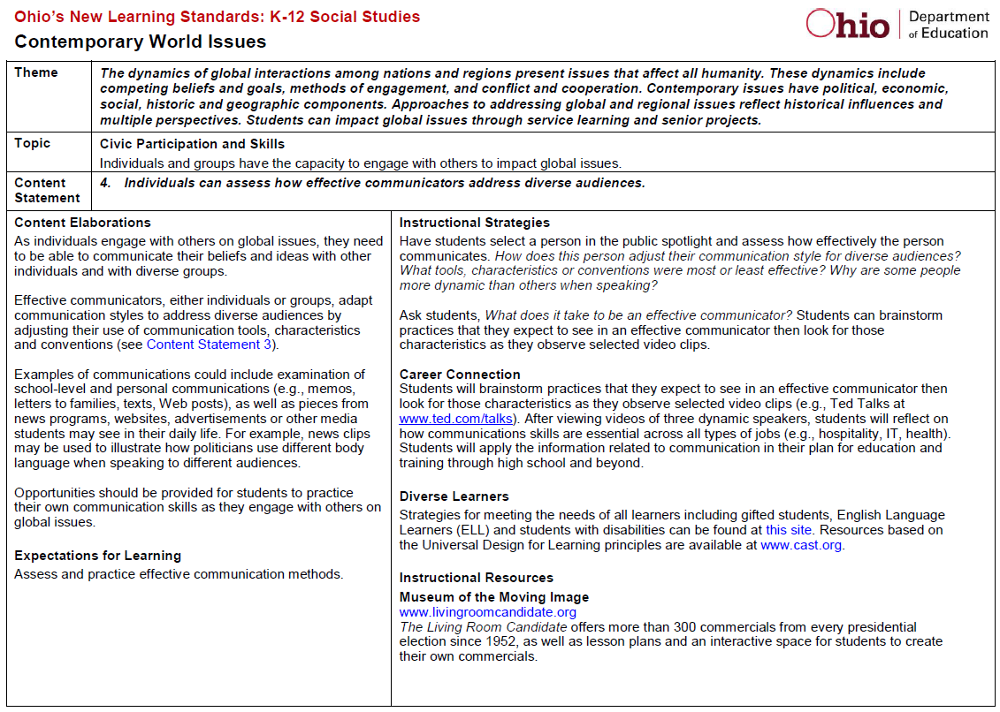 Ohio's New Learning Standards: K-12 Social Studies
Contemporary World Issues
Ohio
Department
of Education
Theme
The dynamics of global interactions among nations and regions present issues that affect all humanity. These dynamics include
competing beliefs and goals, methods of engagement, and conflict and cooperation. Contemporary issues have political, economic,
social, historic and geographic components. Approaches to addressing global and regional issues reflect historical influences and
multiple perspectives. Students can impact global issues through service learning and senior projects.
Topic
Civic Participation and Skills
Individuals and groups have the capacity to engage with others to impact global issues.
Content
Statement
4. Individuals can assess how effective communicators address diverse audiences.
Content Elaborations
As individuals engage with others on global issues, they need
to be able to communicate their beliefs and ideas with other
individuals and with diverse groups.
Effective communicators, either individuals or groups, adapt
communication styles to address diverse audiences by
adjusting their use of communication tools, characteristics
and conventions (see Content Statement 3).
Examples of communications could include examination of
school-level and personal communications (e.g., memos,
letters to families, texts, Web posts), as well as pieces from
news programs, websites, advertisements or other media
students may see in their daily life. For example, news clips
may be used to illustrate how politicians use different body
language when speaking to different audiences.
Opportunities should be provided for students to practice
their own communication skills as they engage with others on
global issues.
Expectations for Learning
Assess and practice effective communication methods.
Instructional Strategies
Have students select a person in the public spotlight and assess how effectively the person
communicates. How does this person adjust their communication style for diverse audiences?
What tools, characteristics or conventions were most or least effective? Why are some people
more dynamic than others when speaking?
Ask students, What does it take to be an effective communicator? Students can brainstorm
practices that they expect to see in an effective communicator then look for those
characteristics as they observe selected video clips.
Career Connection
Students will brainstorm practices that they expect to see in an effective communicator then
look for those characteristics as they observe selected video clips (e.g., Ted Talks at
www.ted.com/talks). After viewing videos of three dynamic speakers, students will reflect on
how communications skills are essential across all types of jobs (e.g., hospitality, IT, health).
Students will apply the information related to communication in their plan for education and
training through high school and beyond.
Diverse Learners
Strategies for meeting the needs of all learners including gifted students, English Language
Learners (ELL) and students with disabilities can be found at this site. Resources based on
the Universal Design for Learning principles are available at www.cast.org.
Instructional Resources
Museum of the Moving Image
www.livingroomcandidate.org
The Living Room Candidate offers more than 300 commercials from every presidential
election since 1952, as well as lesson plans and an interactive space for students to create
their own commercials.